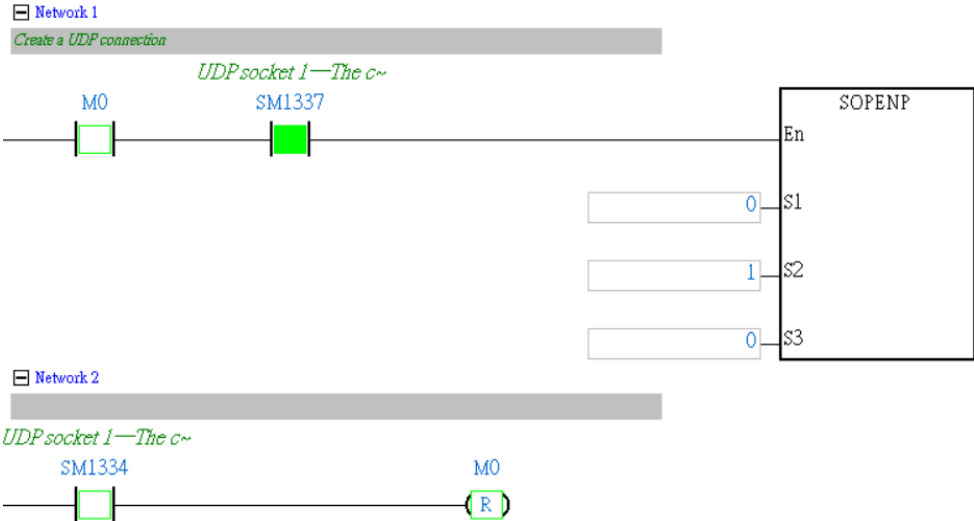 Network 1
Create a UDP connection
UDP socket 1—The c~
M0
SM1337
SOPENP
En
0
S1
1
S2
0
S3
Network 2
UDP socket 1—The c~
SM1334
M0
R